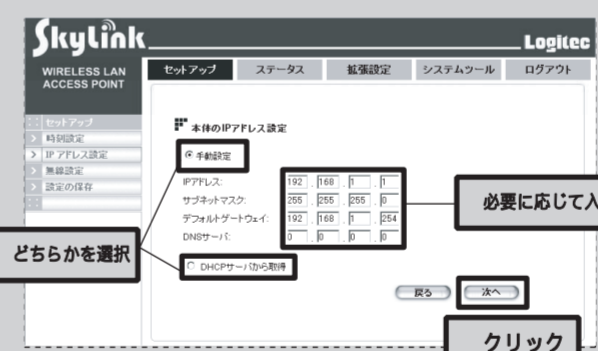 Skylink
Logitec
WIRELESS LAN
ACCESS POINT
セットアップ ステータス 拡張設定 システムツール ログアウト
セットアップ
時刻設定
IPアドレス設定
無線設定
設定の保存
本体のIPアドレス設定
手動設定
IPアドレス: 192 . 168 . 1 . 1
サブネットマスク: 255 . 255 . 255 . 0
デフォルトゲートウェイ: 192 . 168 . 1 . 254
DNSサーバ: 0 . 0 . 0 . 0
必要に応じて入
どちらかを選択
DHCPサーバから取得
戻る 次へ
クリック